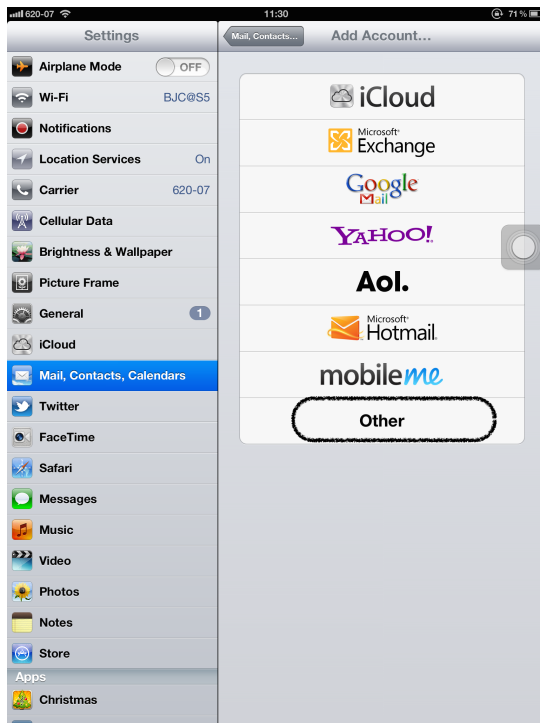 620-07
11:30
71%
Settings
Mail, Contacts...
Add Account...
Airplane Mode OFF
Wi-Fi BJC@S5
Notifications
Location Services On
Carrier 620-07
Cellular Data
Brightness & Wallpaper
Picture Frame
General 1
iCloud
Mail, Contacts, Calendars
Twitter
FaceTime
Safari
Messages
Music
Video
Photos
Notes
Store
Apps
Christmas
iCloud
Microsoft
Exchange
Google
Mail
YAHOO!
Aol.
Microsoft
Hotmail
mobileme
Other